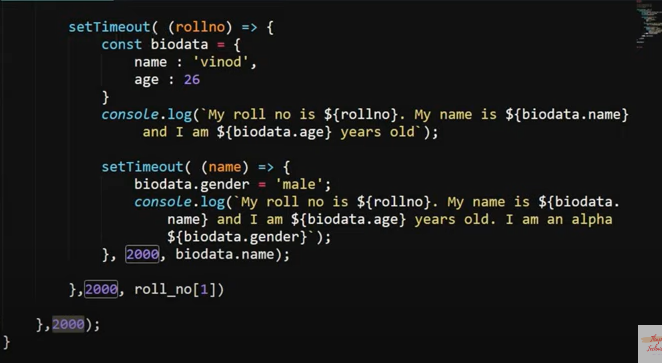 setTimeout( (rollno) => {
const biodata = {
name : 'vinod',
age : 26
}
console.log(`My roll no is ${rollno}. My name is ${biodata.name}
and I am ${biodata.age} years old`);
setTimeout( (name) => {
biodata.gender = 'male';
console.log(`My roll no is ${rollno}. My name is ${biodata.
name} and I am ${biodata.age} years old. I am an alpha
${biodata.gender}`);
}, 2000, biodata.name);
},2000, roll_no[1])
},2000);
}